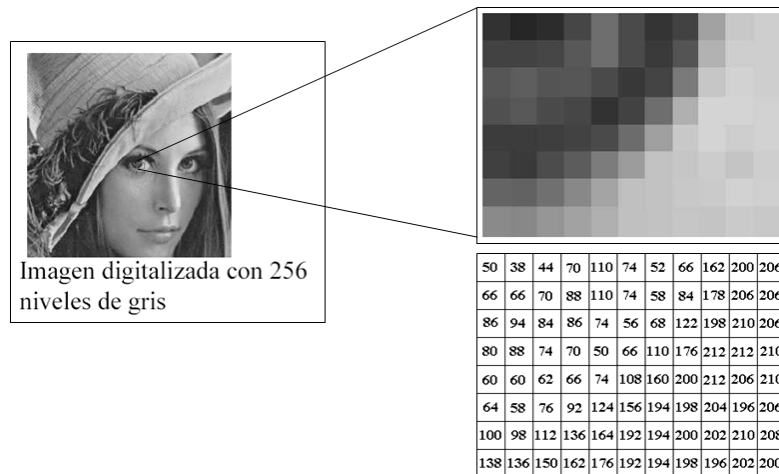 Imagen digitalizada con 256
niveles de gris
50 38 44 70 110 74 52 66 162 200 206
66 66 70 88 110 74 58 84 178 206 206
86 94 84 86 74 56 68 122 198 210 206
80 88 74 70 50 66 110 176 212 212 210
60 60 62 66 74 108 160 200 212 206 210
64 58 76 92 124 156 194 198 204 196 206
100 98 112 136 164 192 194 200 202 210 208
138 136 150 162 176 192 194 198 196 202 200